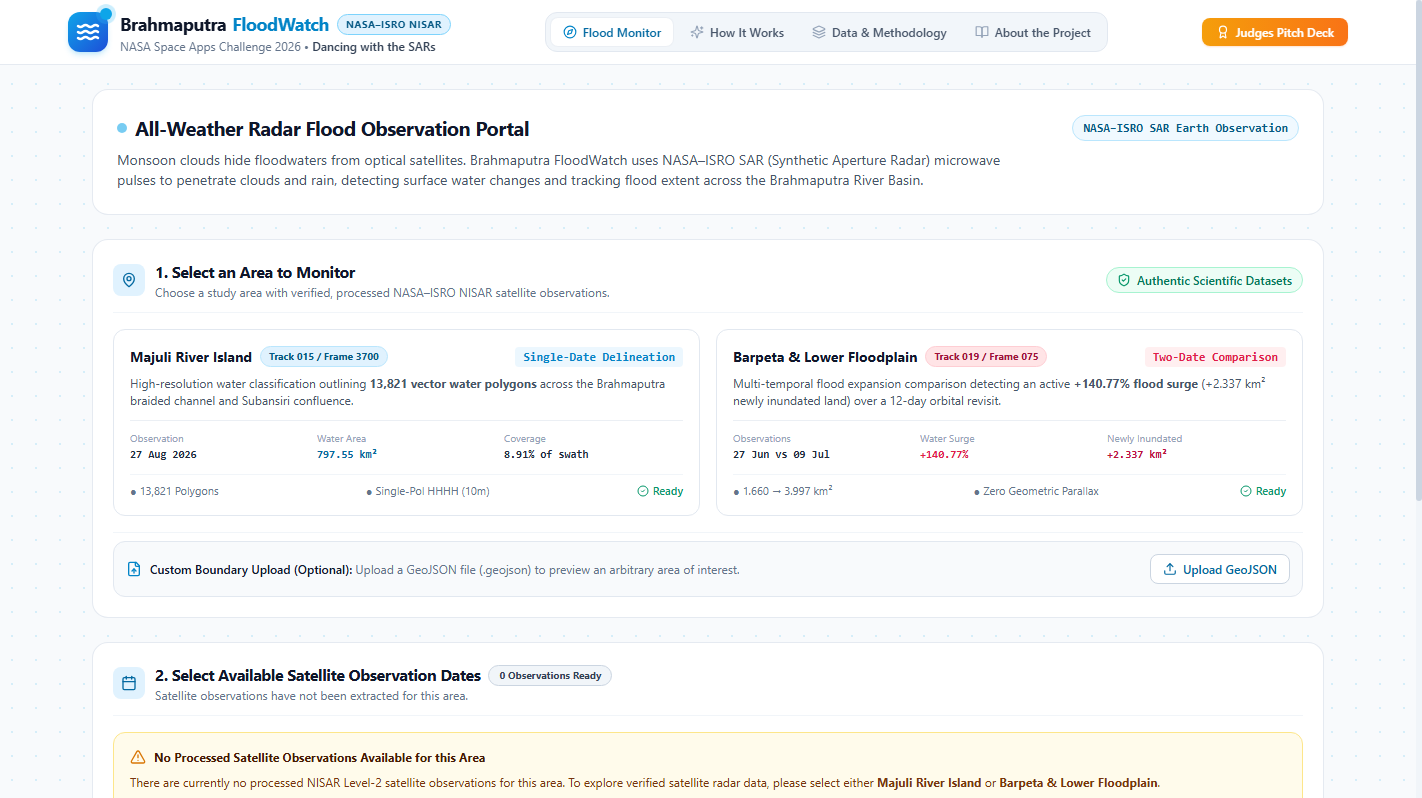 Brahmaputra FloodWatch NASA–ISRO NISAR
NASA Space Apps Challenge 2026 • Dancing with the SARs
Flood Monitor How It Works Data & Methodology About the Project
Judges Pitch Deck
All-Weather Radar Flood Observation Portal
NASA–ISRO SAR Earth Observation
Monsoon clouds hide floodwaters from optical satellites. Brahmaputra FloodWatch uses NASA–ISRO SAR (Synthetic Aperture Radar) microwave
pulses to penetrate clouds and rain, detecting surface water changes and tracking flood extent across the Brahmaputra River Basin.
1. Select an Area to Monitor
Choose a study area with verified, processed NASA–ISRO NISAR satellite observations.
Authentic Scientific Datasets
Majuli River Island Track 015 / Frame 3700 Single-Date Delineation
High-resolution water classification outlining 13,821 vector water polygons across the Brahmaputra
braided channel and Subansiri confluence.
Observation Water Area Coverage
27 Aug 2026 797.55 km² 8.91% of swath
• 13,821 Polygons • Single-Pol HHHH (10m) Ready
Barpeta & Lower Floodplain Track 019 / Frame 075 Two-Date Comparison
Multi-temporal flood expansion comparison detecting an active +140.77% flood surge (+2.337 km²
newly inundated land) over a 12-day orbital revisit.
Observations Water Surge Newly Inundated
27 Jun vs 09 Jul +140.77% +2.337 km²
• 1.660 → 3.997 km² • Zero Geometric Parallax Ready
Custom Boundary Upload (Optional): Upload a GeoJSON file (.geojson) to preview an arbitrary area of interest.
Upload GeoJSON
2. Select Available Satellite Observation Dates 0 Observations Ready
Satellite observations have not been extracted for this area.
No Processed Satellite Observations Available for this Area
There are currently no processed NISAR Level-2 satellite observations for this area. To explore verified satellite radar data, please select either Majuli River Island or Barpeta & Lower Floodplain.